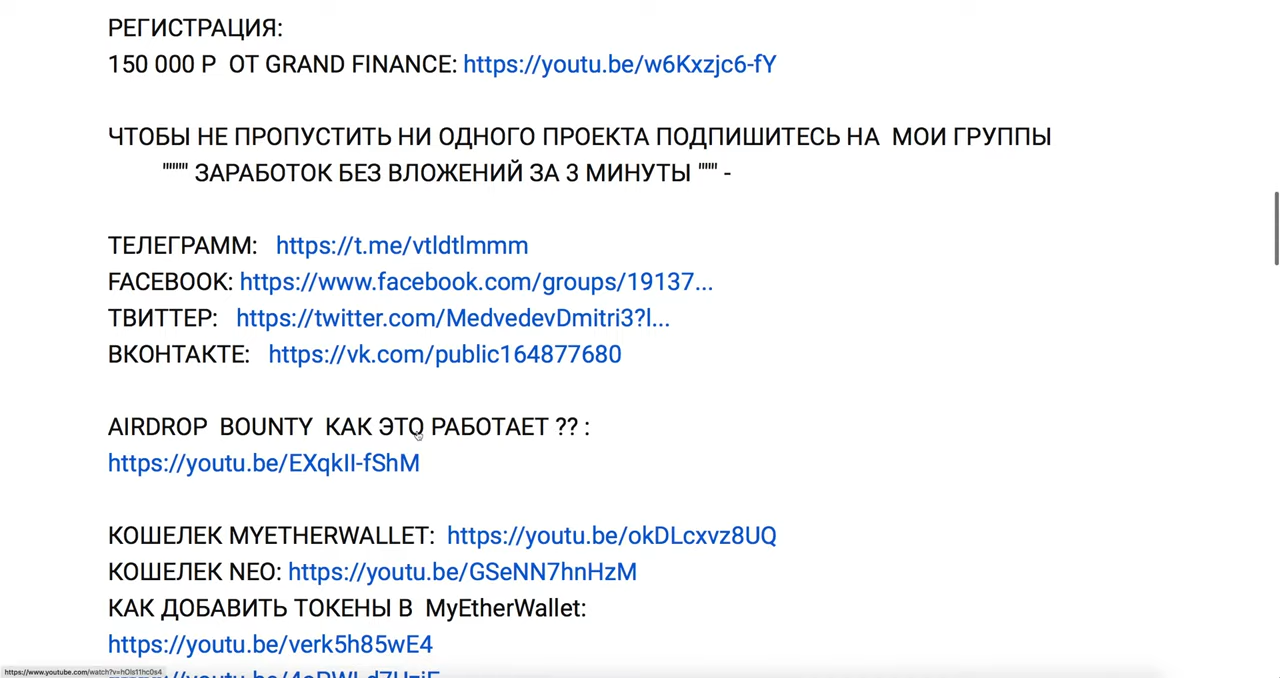 РЕГИСТРАЦИЯ:
150 000 Р  ОТ GRAND FINANCE: https://youtu.be/w6Kxzjc6-fY
ЧТОБЫ НЕ ПРОПУСТИТЬ НИ ОДНОГО ПРОЕКТА ПОДПИШИТЕСЬ НА  МОИ ГРУППЫ
""""" ЗАРАБОТОК БЕЗ ВЛОЖЕНИЙ ЗА 3 МИНУТЫ """" -
ТЕЛЕГРАММ:   https://t.me/vtldtlmmm
FACEBOOK: https://www.facebook.com/groups/19137...
ТВИТТЕР:   https://twitter.com/MedvedevDmitri3?l...
ВКОНТАКТЕ:   https://vk.com/public164877680
AIRDROP  BOUNTY  КАК ЭТО РАБОТАЕТ ?? :
https://youtu.be/EXqkII-fShM
КОШЕЛЕК MYETHERWALLET:  https://youtu.be/okDLcxvz8UQ
КОШЕЛЕК NEO: https://youtu.be/GSeNN7hnHzM
КАК ДОБАВИТЬ ТОКЕНЫ В  MyEtherWallet:
https://youtu.be/verk5h85wE4